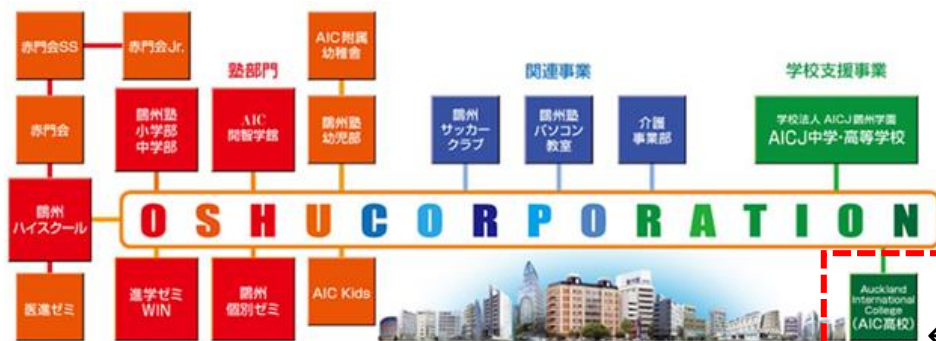 赤門会SS
赤門会Jr.
AIC附属
幼稚舎
塾部門
関連事業
学校支援事業
赤門会
鷗州塾
小学部
中学部
AIC
開智学館
鷗州塾
幼児部
鷗州
サッカー
クラブ
鷗州塾
パソコン
教室
介護
事業部
学校法人 AICJ鷗州学園
AICJ中学・高等学校
鷗州
ハイスクール
OSHUCORPORATION
医進ゼミ
進学ゼミ
WIN
鷗州
個別ゼミ
AIC Kids
Auckland
International
College
(AIC高校)